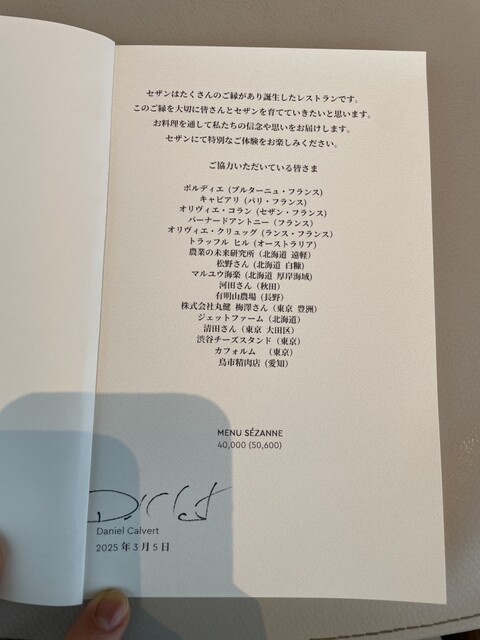 セザンはたくさんのご縁があり誕生したレストランです。
このご縁を大切に皆さんとセザンを育てていきたいと思います。
お料理を通して私たちの信念や思いをお届けします。
セザンにて特別なご体験をお楽しみください。
ご協力いただいている皆さま
ボルディエ (ブルターニュ・フランス)
キャビアリ (パリ・フランス)
オリヴィエ・コラン (セザン・フランス)
バーナードアントニー (フランス)
オリヴィエ・クリュッグ (ランス・フランス)
トラッフル ヒル (オーストラリア)
農業の未来研究所 (北海道 遠軽)
松野さん (北海道 白糠)
マルユウ海楽 (北海道 厚岸海域)
河田さん (秋田)
有明山農場 (長野)
株式会社丸健 梅澤さん (東京 豊洲)
ジェットファーム (北海道)
清田さん (東京 大田区)
渋谷チーズスタンド (東京)
カフォルム (東京)
鳥市精肉店 (愛知)
MENU SÉZANNE
40,000 (50,600)
Daniel Calvert
2025 年 3 月 5 日